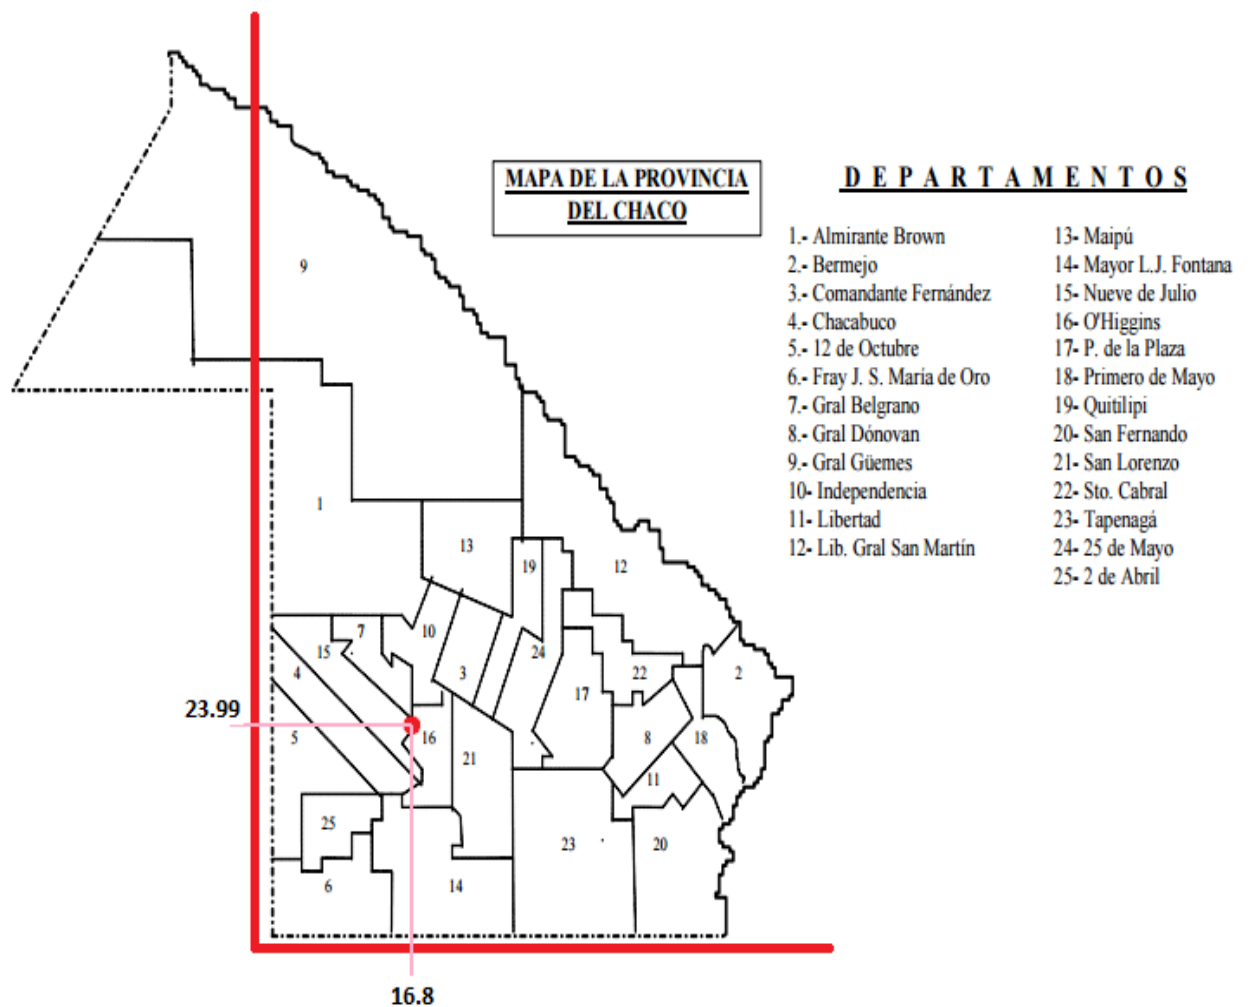 MAPA DE LA PROVINCIA
DEL CHACO
D E P A R T A M E N T O S
1.- Almirante Brown
2.- Bermejo
3.- Comandante Fernández
4.- Chacabuco
5.- 12 de Octubre
6.- Fray J. S. María de Oro
7.- Gral Belgrano
8.- Gral Dónovan
9.- Gral Güemes
10- Independencia
11- Libertad
12- Lib. Gral San Martín
13- Maipú
14- Mayor L.J. Fontana
15- Nueve de Julio
16- O'Higgins
17- P. de la Plaza
18- Primero de Mayo
19- Quitilipi
20- San Fernando
21- San Lorenzo
22- Sto. Cabral
23- Tapenagá
24- 25 de Mayo
25- 2 de Abril
9
1
13
19
12
7
10
15
24
4
3
22
2
17
23.99
5
16
8
18
21
11
25
23
20
6
14
16.8